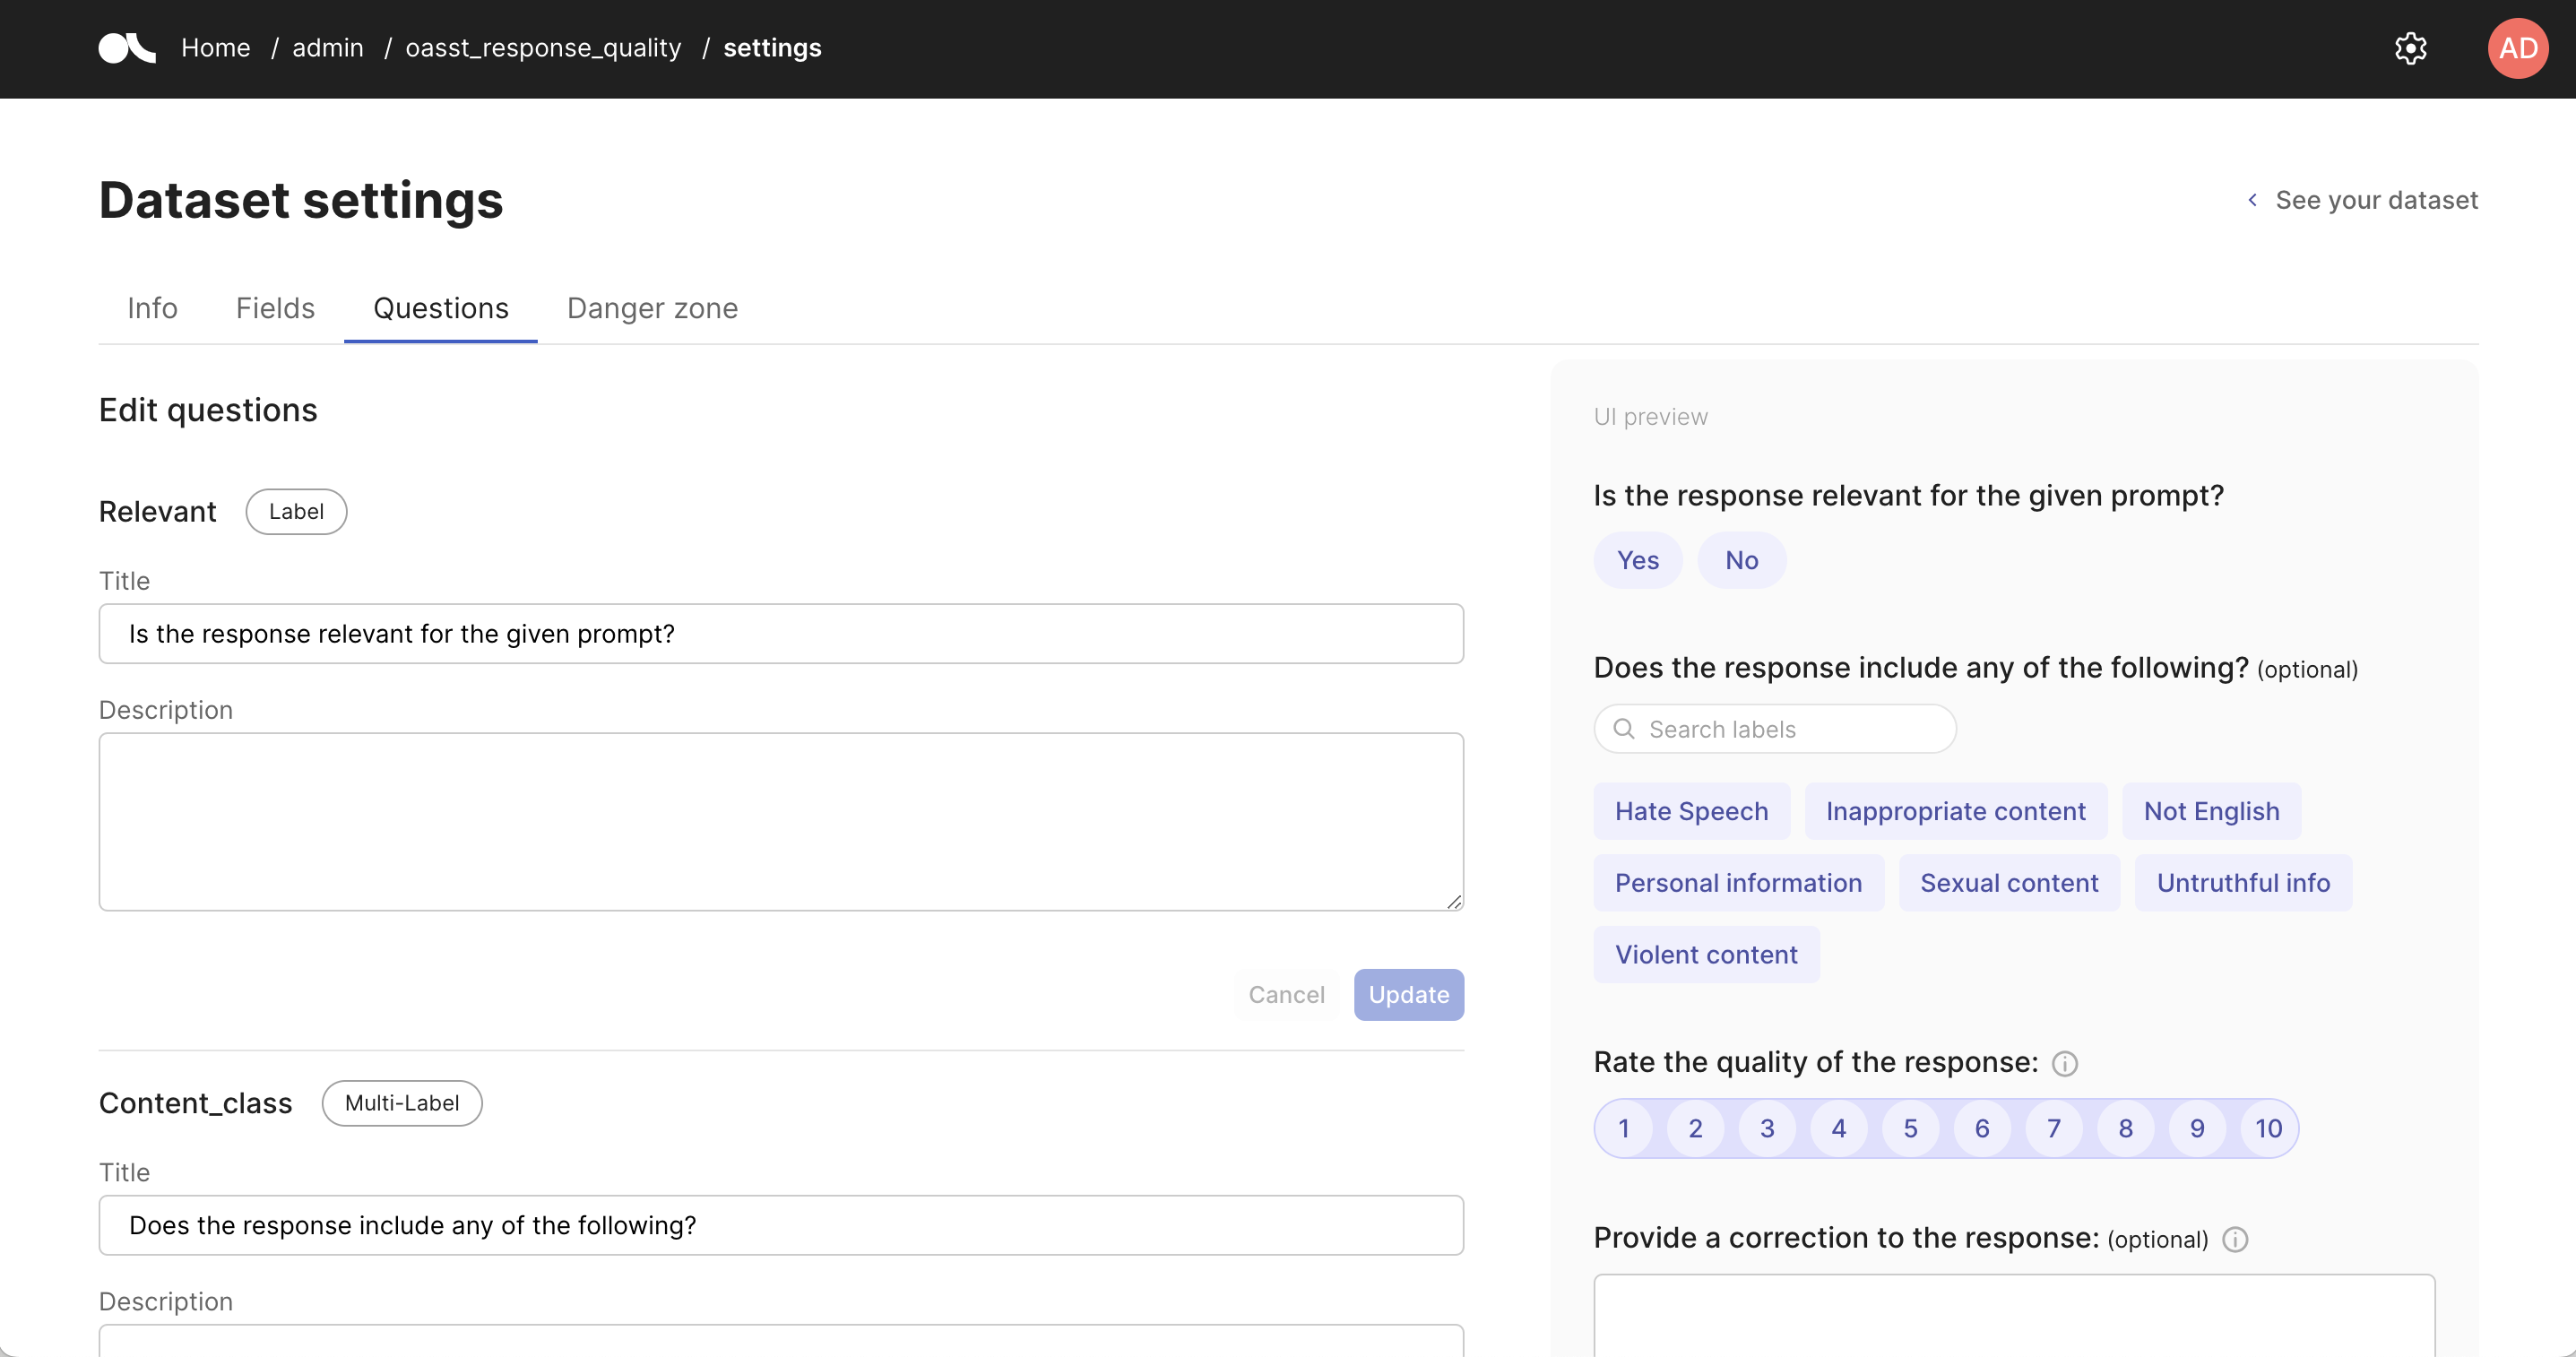 Home / admin / oasst_response_quality / settings
AD
Dataset settings
See your dataset
Info Fields Questions Danger zone
Edit questions
Relevant Label
Title
Is the response relevant for the given prompt?
Description
Cancel Update
Content_class Multi-Label
Title
Does the response include any of the following?
Description
UI preview
Is the response relevant for the given prompt?
Yes No
Does the response include any of the following? (optional)
Search labels
Hate Speech Inappropriate content Not English
Personal information Sexual content Untruthful info
Violent content
Rate the quality of the response:
1 2 3 4 5 6 7 8 9 10
Provide a correction to the response: (optional)